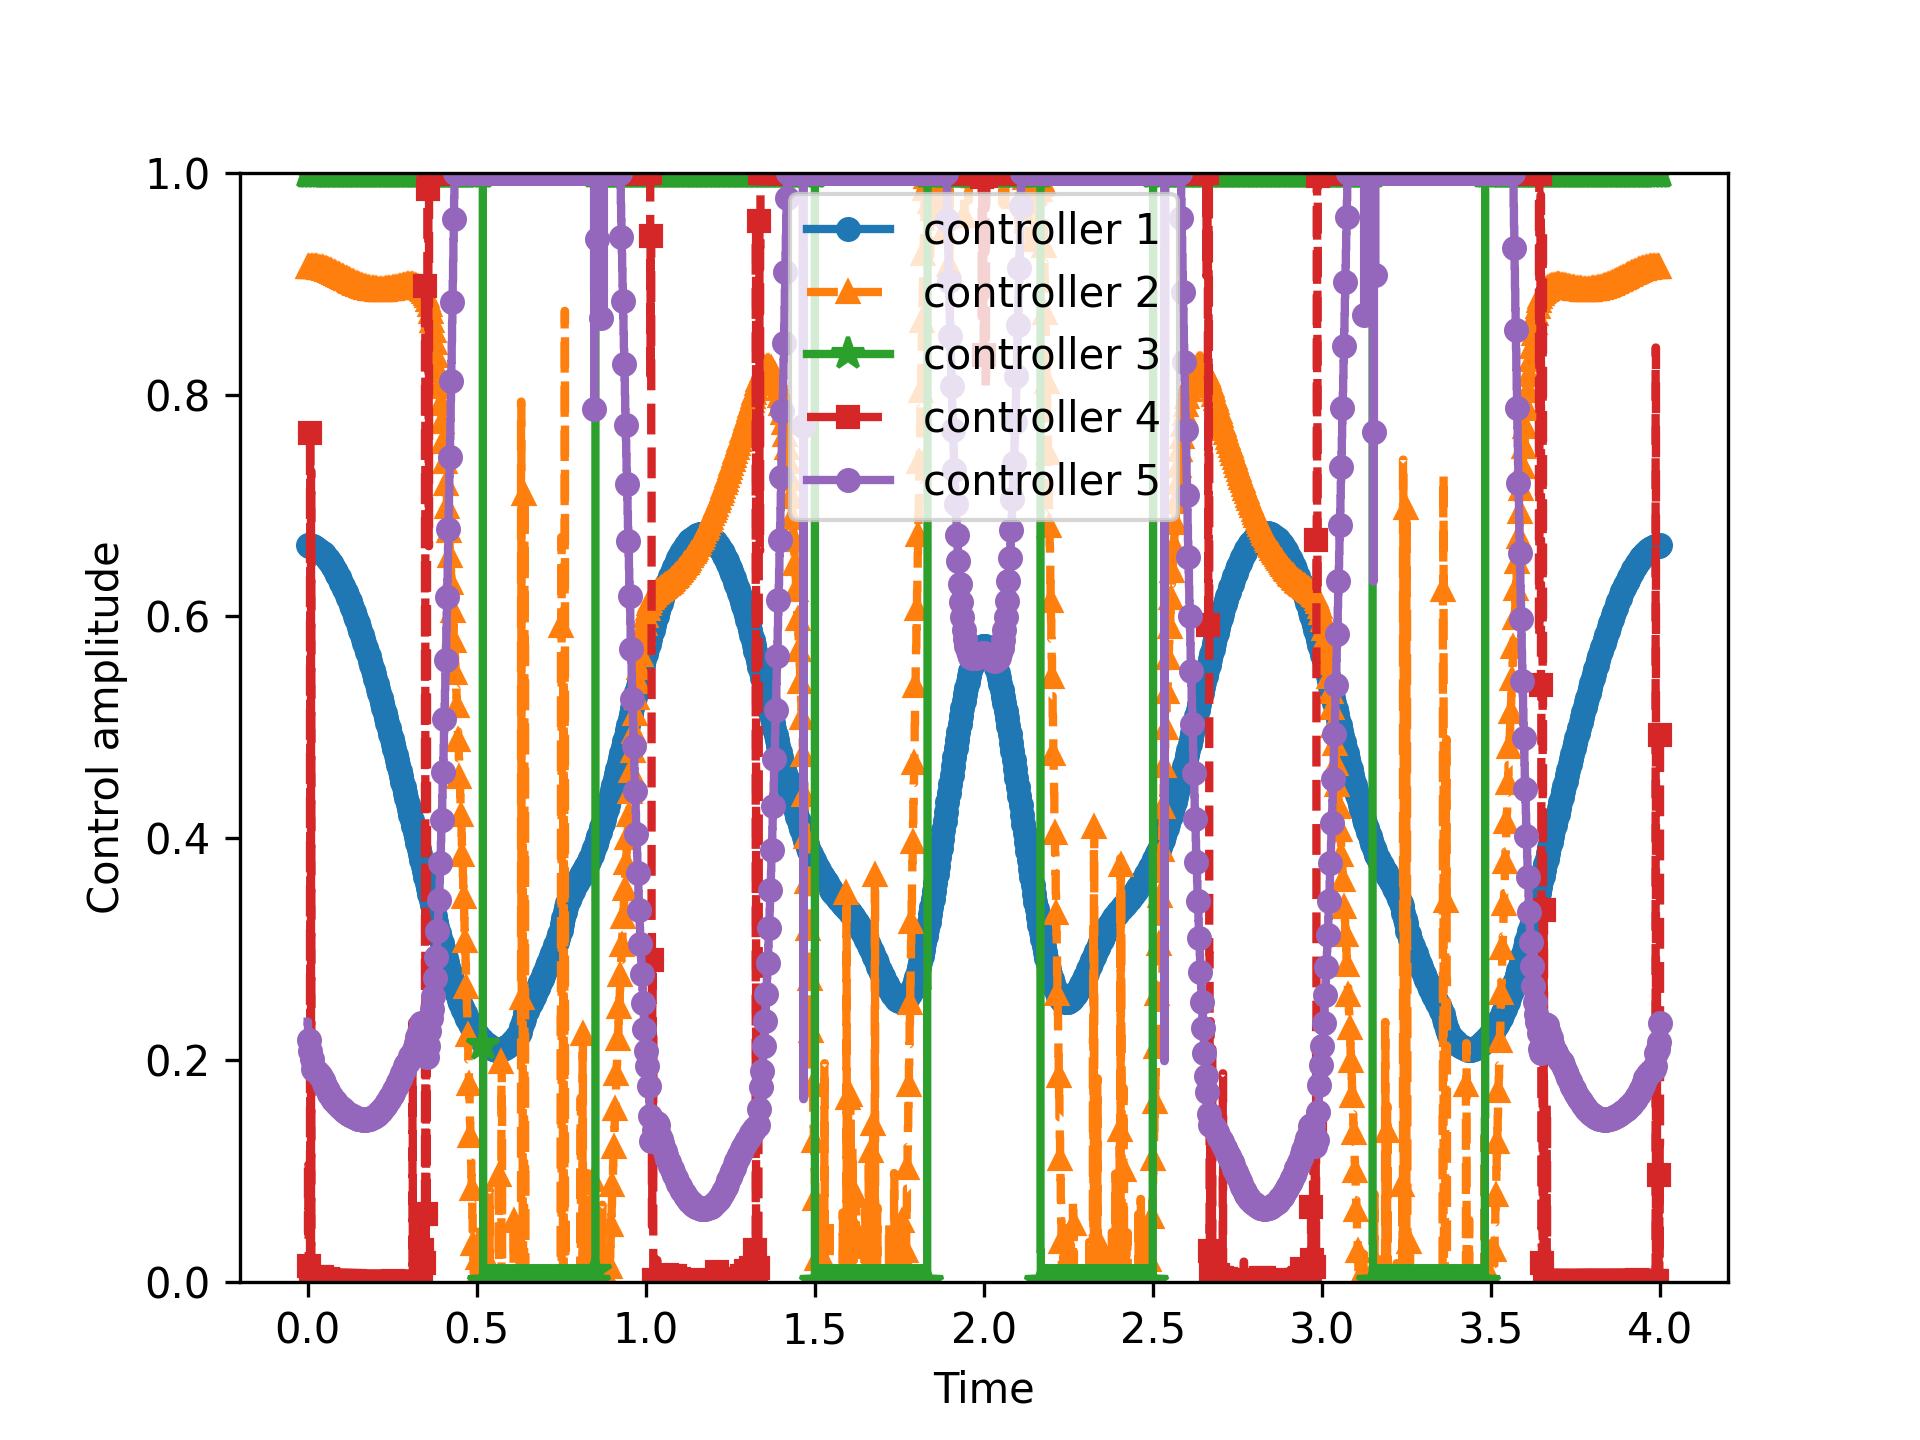 1.0
0.8
0.6
0.4
0.2
0.0
Control amplitude
controller 1
controller 2
controller 3
controller 4
controller 5
0.0 0.5 1.0 1.5 2.0 2.5 3.0 3.5 4.0
Time